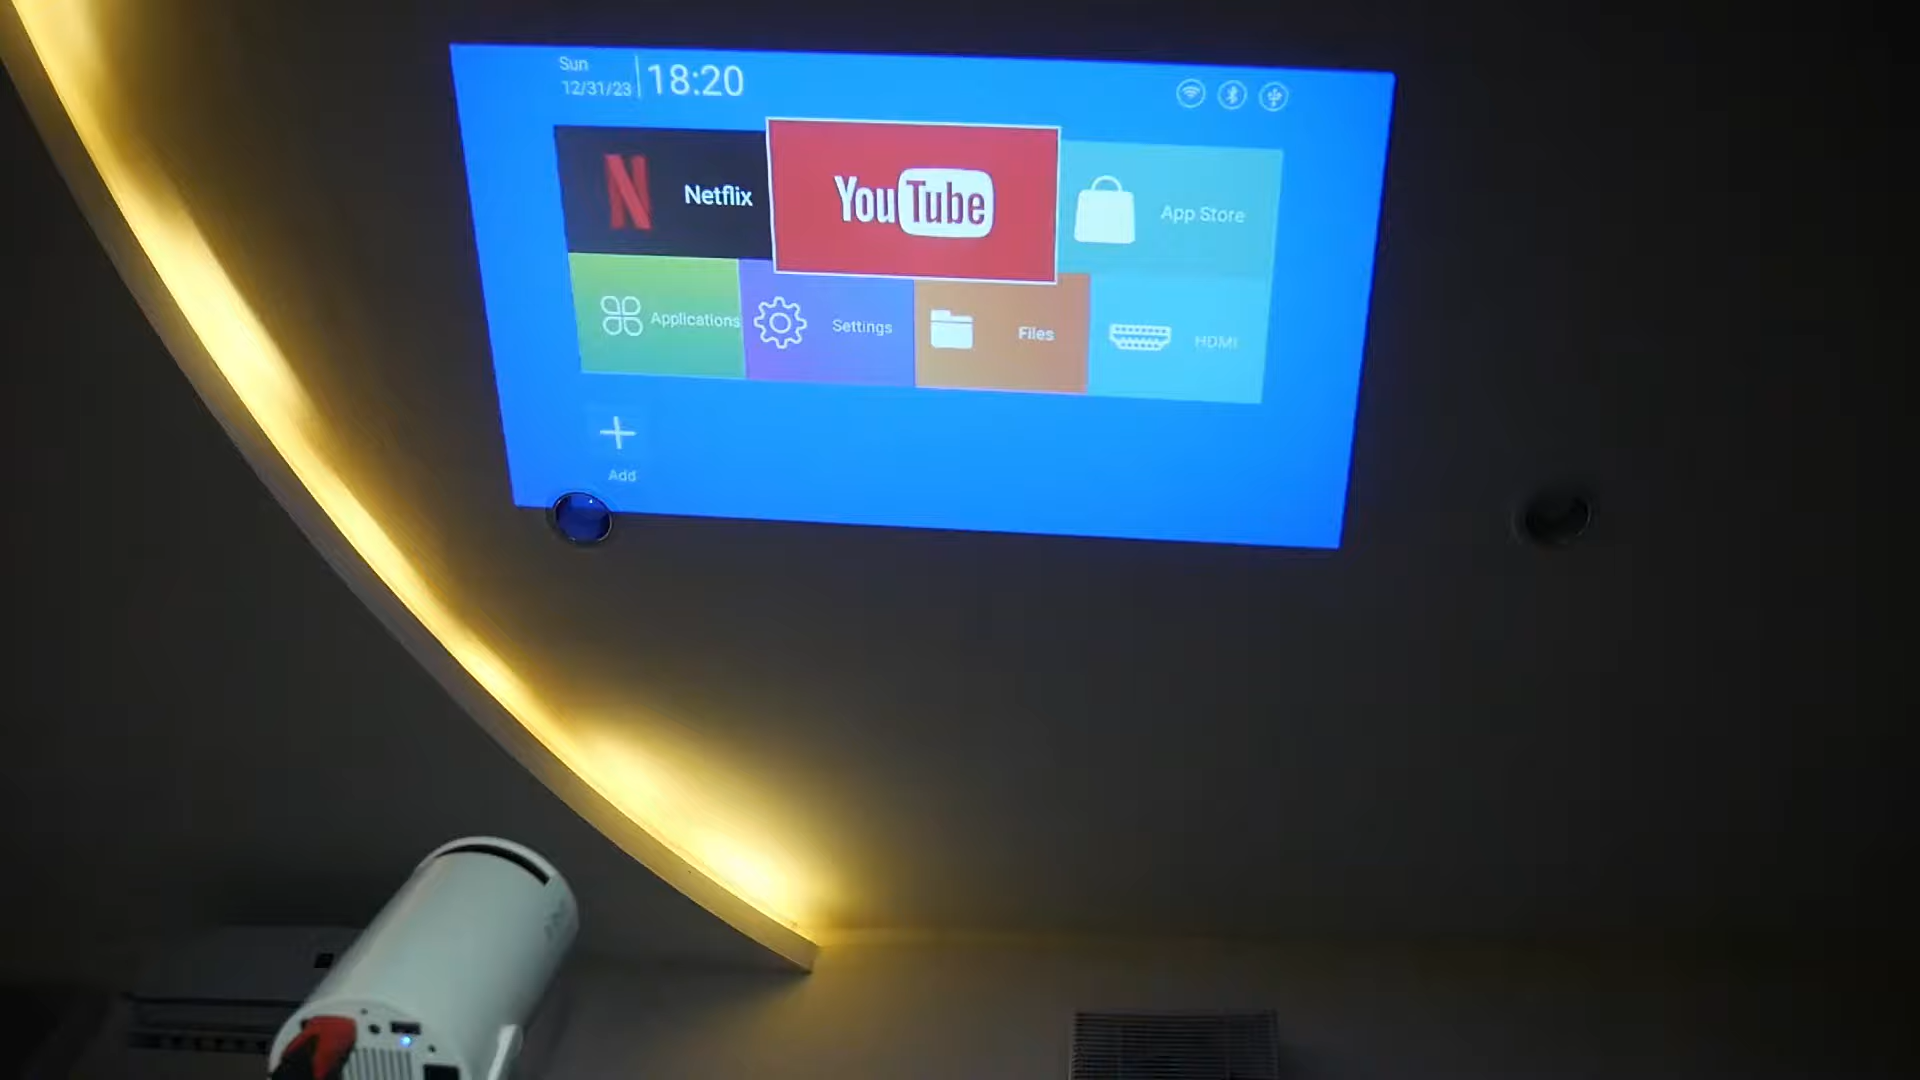 Sun
12/31/23
18:20
Netflix
YouTube
App Store
Applications
Settings
Files
HDMI
Add